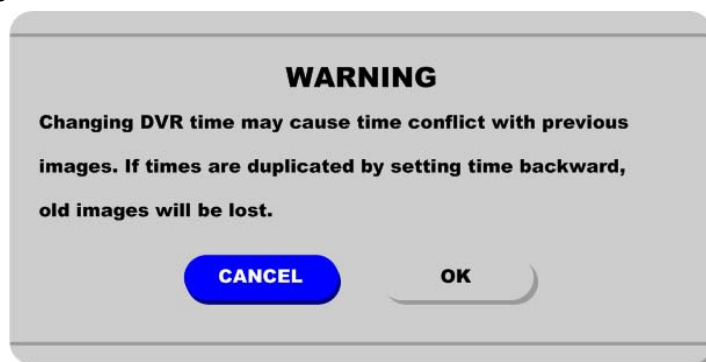 WARNING
Changing DVR time may cause time conflict with previous
images. If times are duplicated by setting time backward,
old images will be lost.
CANCEL OK